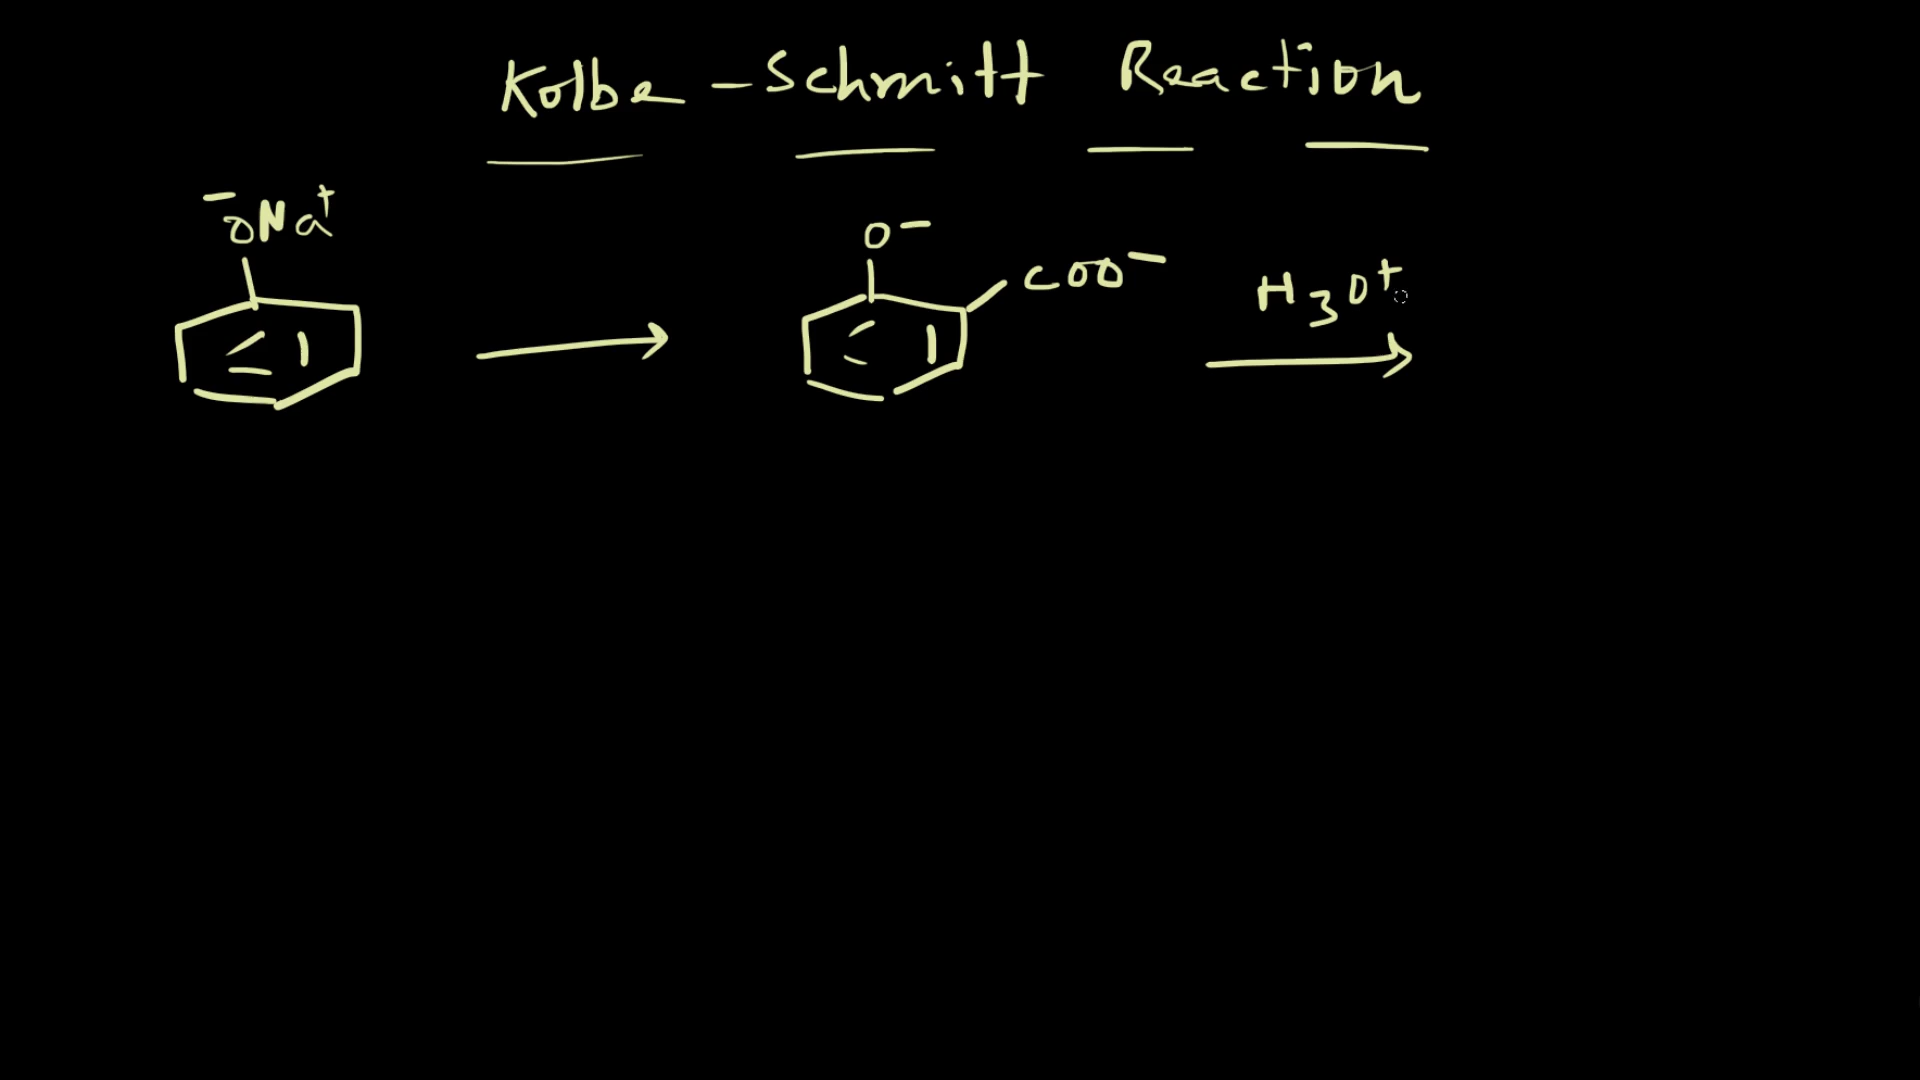 Kolbe-Schmitt Reaction
⁻ONa⁺
O⁻
COO⁻
H₃O⁺